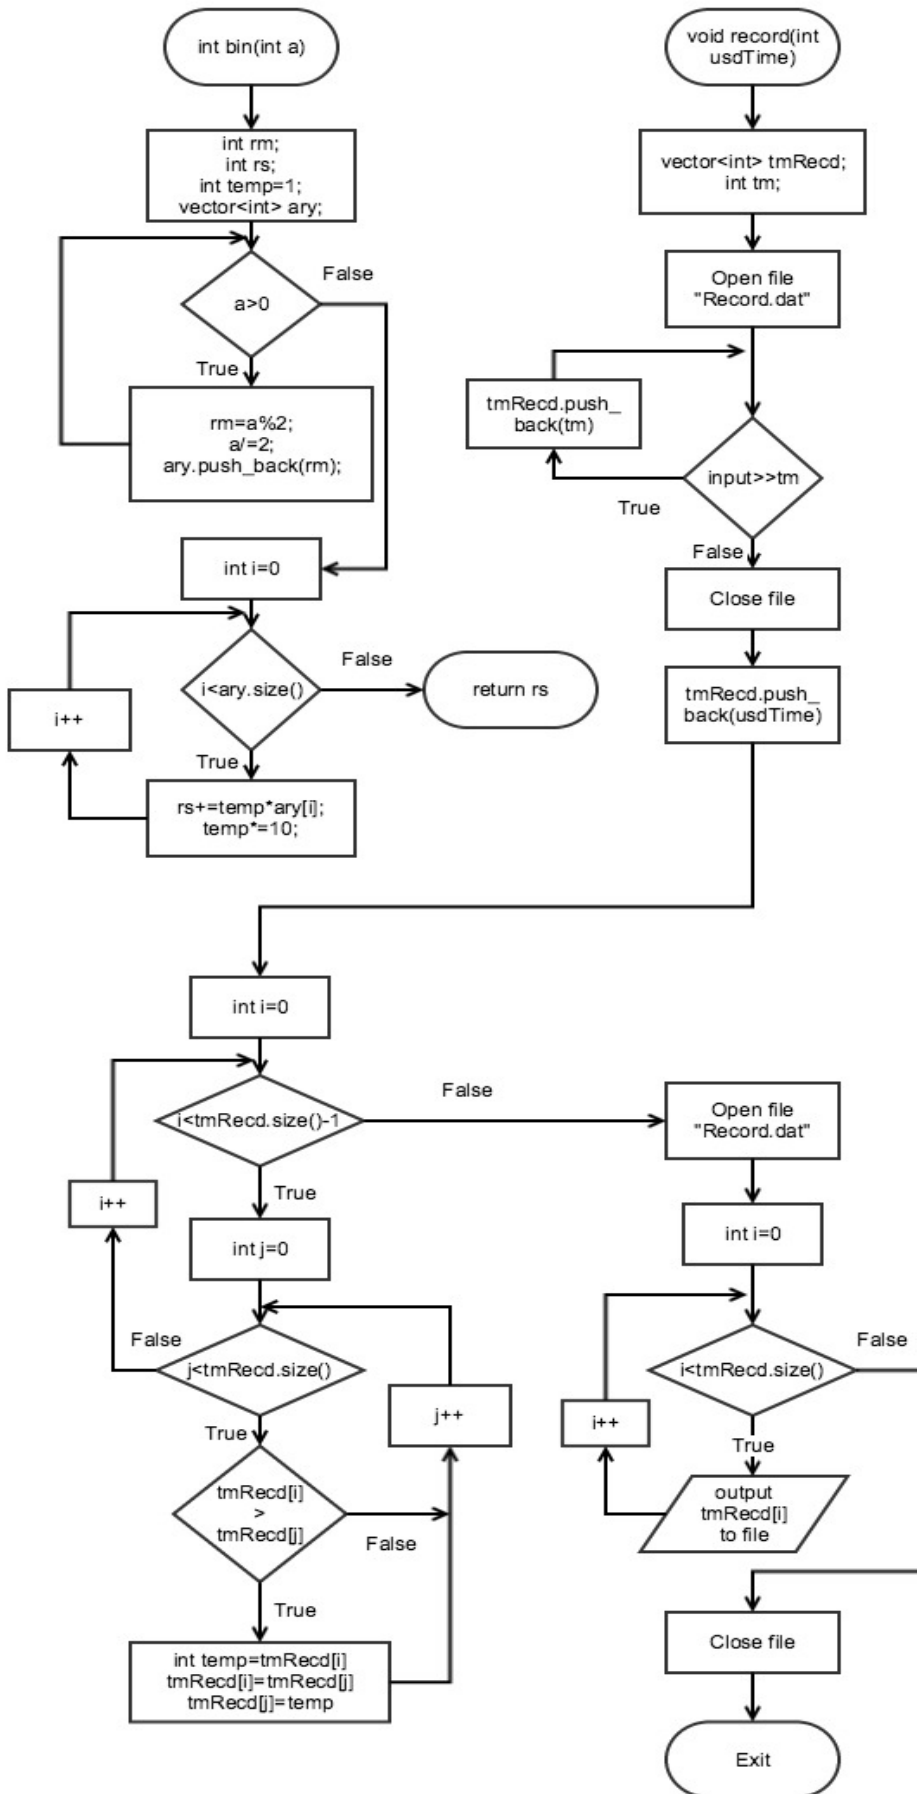 int bin(int a)
int rm;
int rs;
int temp=1;
vector<int> ary;
a>0
False
True
rm=a%2;
a/=2;
ary.push_back(rm);
int i=0
i<ary.size()
False
return rs
i++
True
rs+=temp*ary[i];
temp*=10;
void record(int
usdTime)
vector<int> tmRecd;
int tm;
Open file
"Record.dat"
tmRecd.push_
back(tm)
input>>tm
True
False
Close file
tmRecd.push_
back(usdTime)
int i=0
i<tmRecd.size()-1
False
i++
True
int j=0
False
j<tmRecd.size()
j++
True
tmRecd[i]
>
tmRecd[j]
False
True
int temp=tmRecd[i]
tmRecd[i]=tmRecd[j]
tmRecd[j]=temp
Open file
"Record.dat"
int i=0
i<tmRecd.size()
False
i++
True
output
tmRecd[i]
to file
Close file
Exit